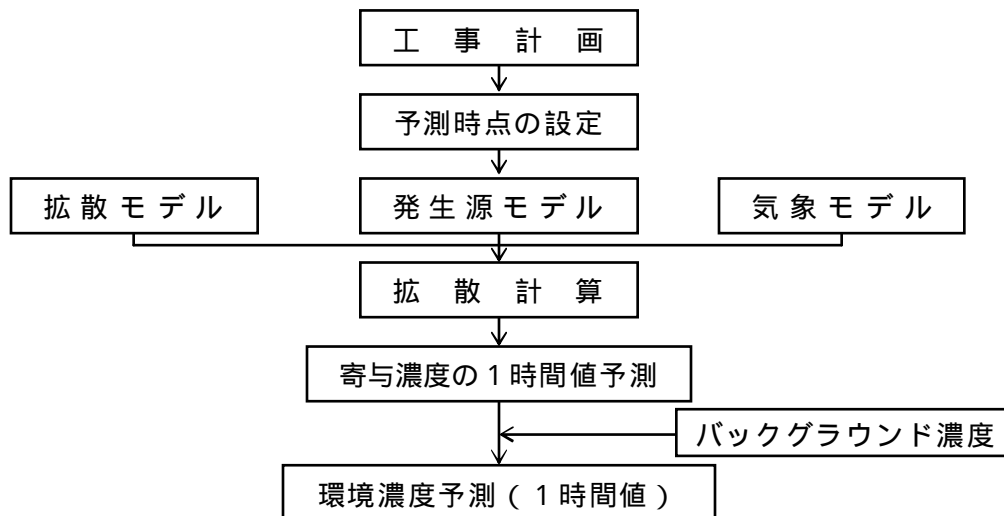 工事計画
予測時点の設定
拡散モデル
発生源モデル
気象モデル
拡散計算
寄与濃度の1時間値予測
バックグラウンド濃度
環境濃度予測(1時間値)